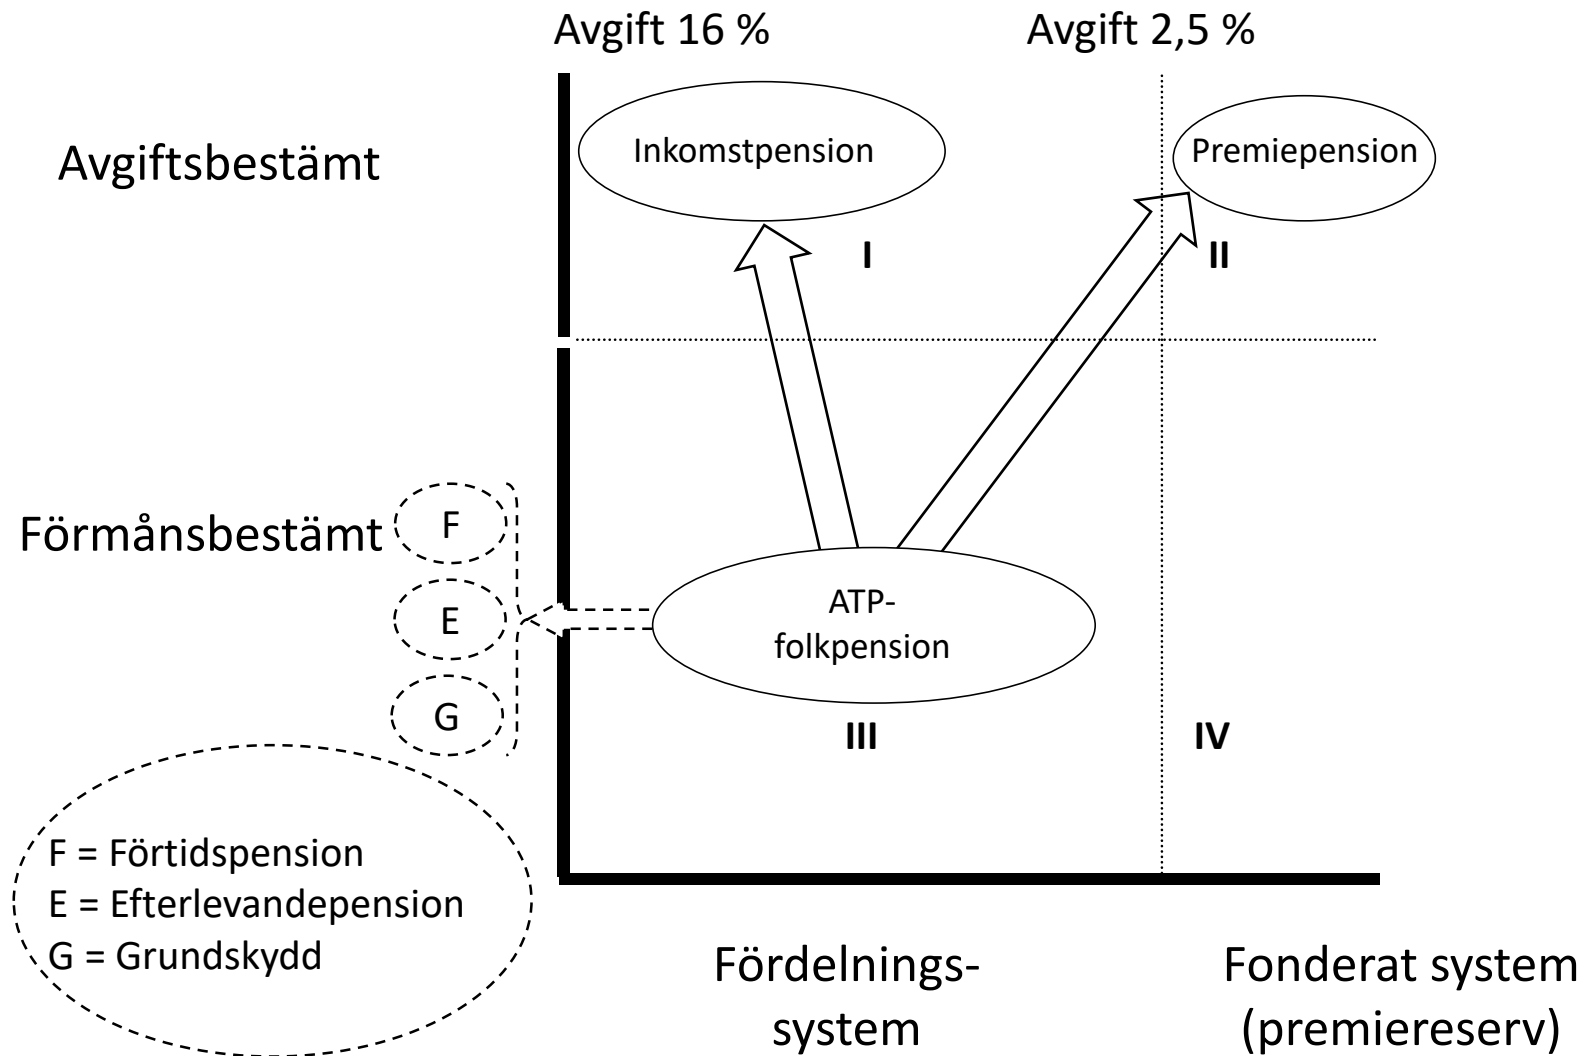 Avgift 16 %
Avgift 2,5 %
Avgiftsbestämt
Inkomstpension
Premiepension
I
II
Förmånsbestämt
F
E
G
ATP-
folkpension
III
IV
F = Förtidspension
E = Efterlevandepension
G = Grundskydd
Fördelnings-
system
Fonderat system
(premiereserv)